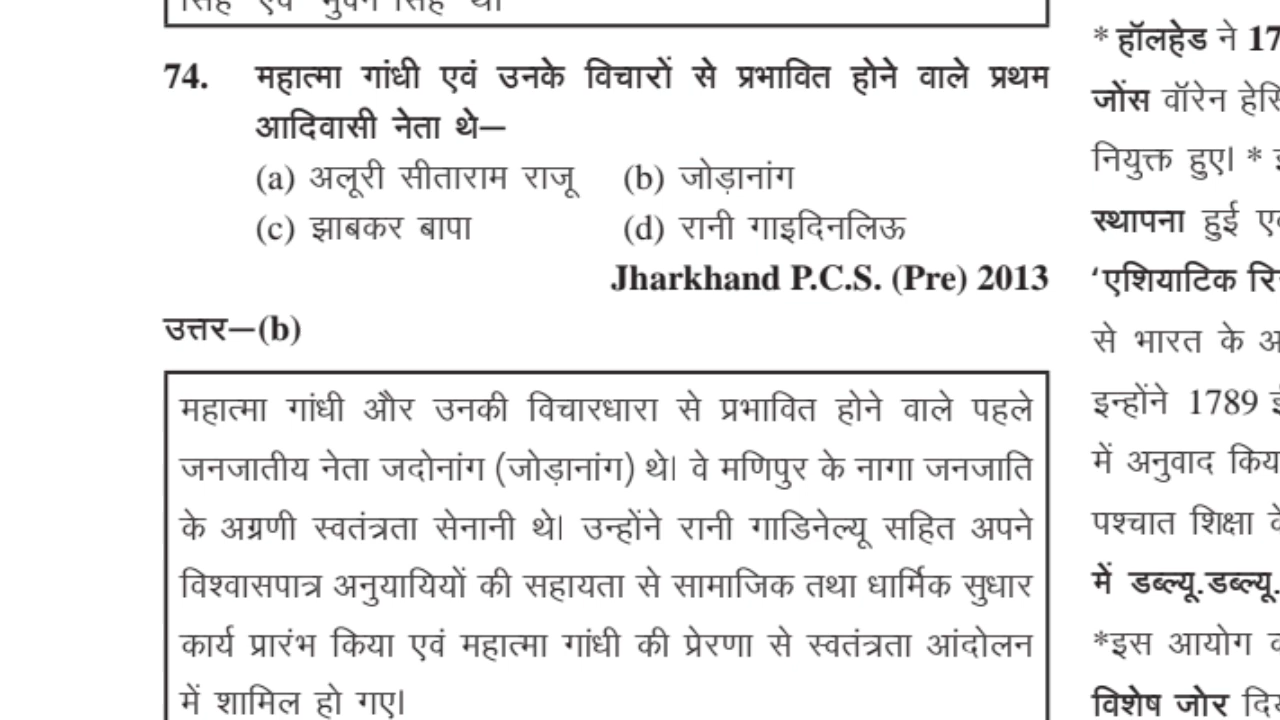 74. महात्मा गांधी एवं उनके विचारों से प्रभावित होने वाले प्रथम
आदिवासी नेता थे—
(a) अलूरी सीताराम राजू (b) जोड़ानांग
(c) झाबकर बापा (d) रानी गाइदिनलिऊ
Jharkhand P.C.S. (Pre) 2013
उत्तर—(b)
महात्मा गांधी और उनकी विचारधारा से प्रभावित होने वाले पहले
जनजातीय नेता जदोनांग (जोड़ानांग) थे। वे मणिपुर के नागा जनजाति
के अग्रणी स्वतंत्रता सेनानी थे। उन्होंने रानी गाडिनेल्यू सहित अपने
विश्वासपात्र अनुयायियों की सहायता से सामाजिक तथा धार्मिक सुधार
कार्य प्रारंभ किया एवं महात्मा गांधी की प्रेरणा से स्वतंत्रता आंदोलन
में शामिल हो गए।
* हॉलहेड ने 17
जोंस वॉरेन
नियुक्त हुए। *
स्थापना हुई
‘एशियाटिक
से भारत के
इन्होंने 1789
में अनुवाद
पश्चात शिक्षा
में डब्ल्यू.डब्ल्यू.
*इस आयोग
विशेष जोर